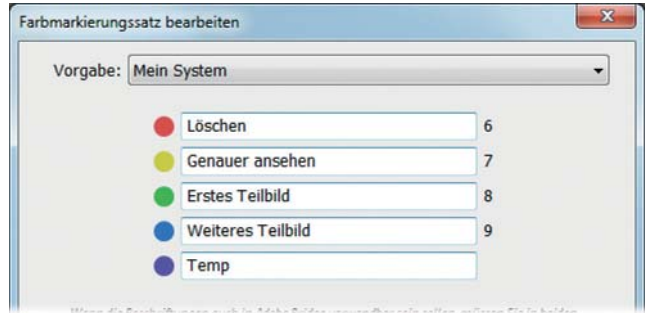 Farbmarkierungssatz bearbeiten
Vorgabe: Mein System
Löschen 6
Genauer ansehen 7
Erstes Teilbild 8
Weiteres Teilbild 9
Temp